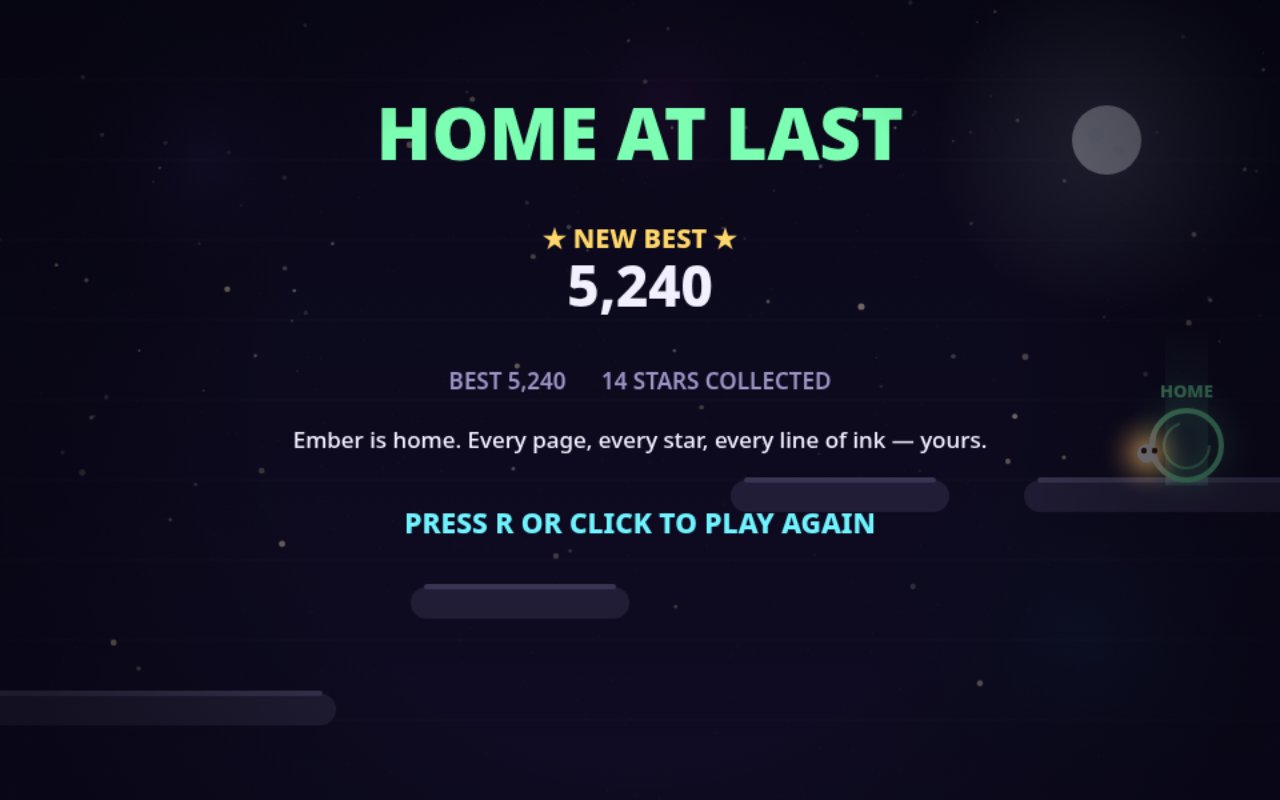 HOME AT LAST
★ NEW BEST ★
5,240
BEST 5,240 14 STARS COLLECTED
HOME
Ember is home. Every page, every star, every line of ink — yours.
PRESS R OR CLICK TO PLAY AGAIN